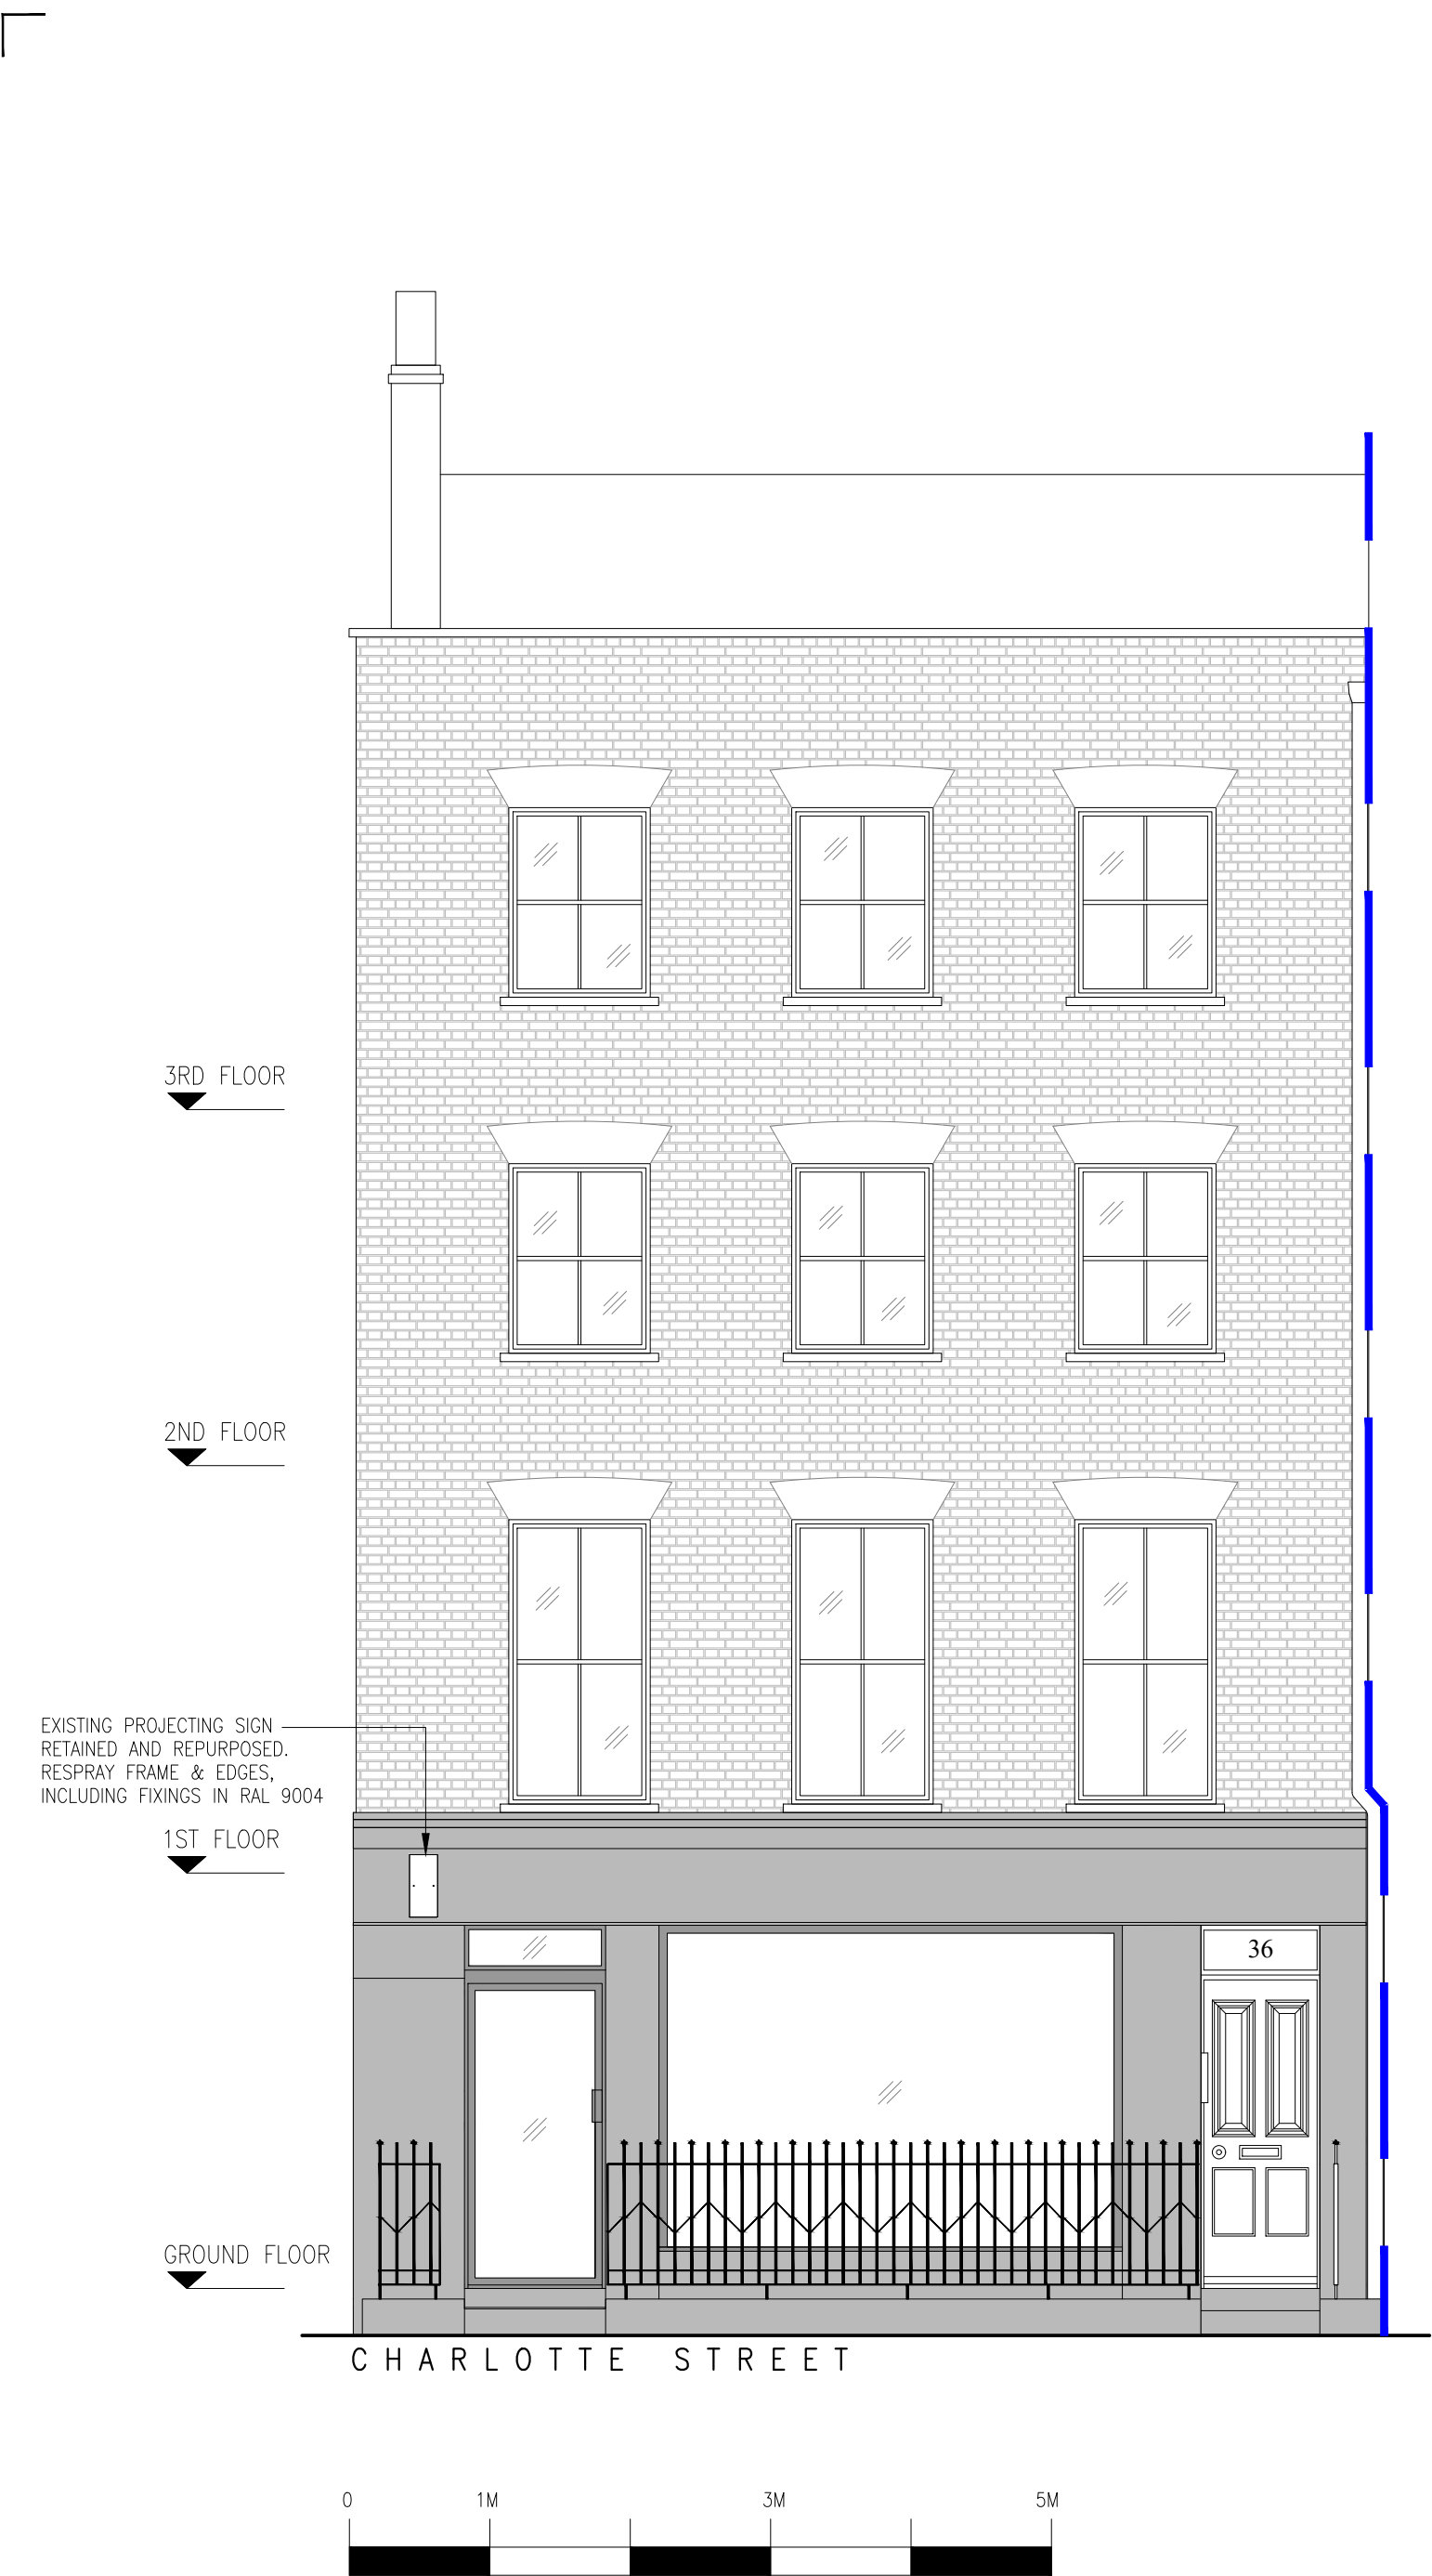 3RD FLOOR
2ND FLOOR
EXISTING PROJECTING SIGN
RETAINED AND REPURPOSED.
RESPRAY FRAME & EDGES,
INCLUDING FIXINGS IN RAL 9004
1ST FLOOR
36
GROUND FLOOR
CHARLOTTE STREET
0 1M 3M 5M